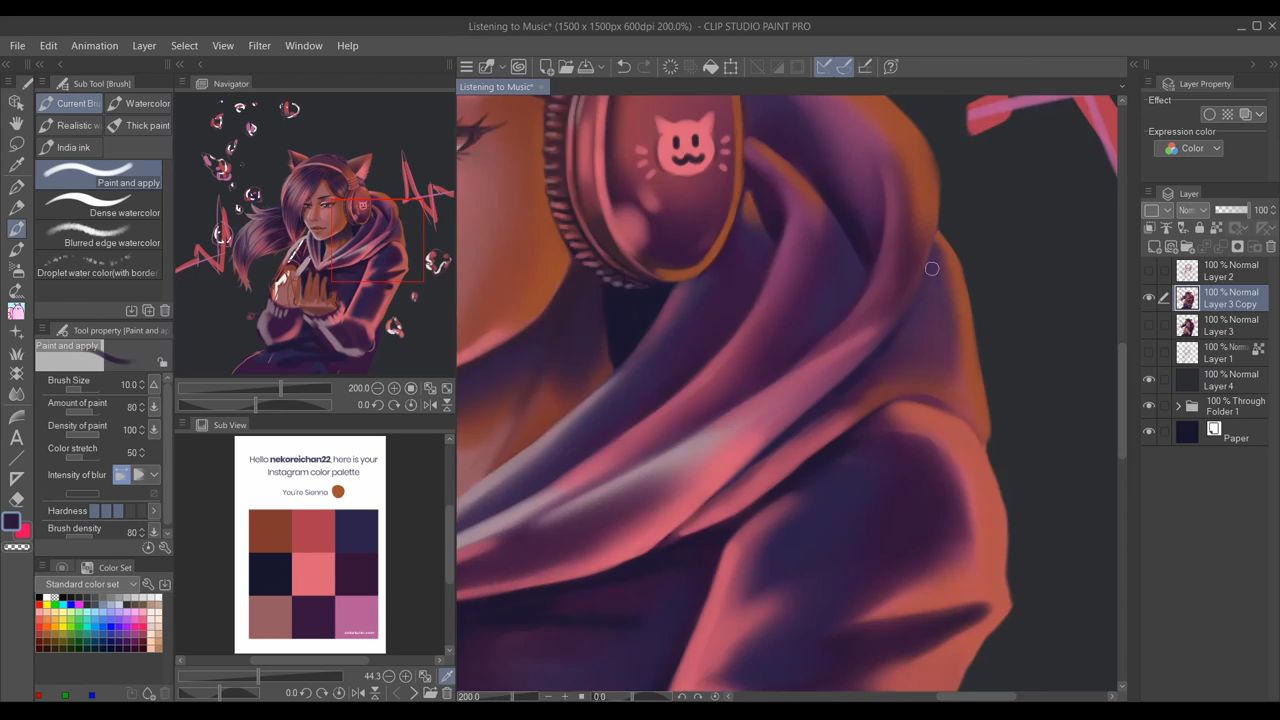 Listening to Music* (1500 x 1500px 600dpi 200.0%) - CLIP STUDIO PAINT PRO
File Edit Animation Layer Select View Filter Window Help
Sub Tool [Brush]
Navigator
Listening to Music*
Layer Property
Current Br
Watercolor
Realistic w
Thick paint
India ink
Paint and apply
Dense watercolor
Blurred edge watercolor
Droplet water color(with border
Effect
Expression color
Color
Layer
Norm
100
100 % Normal
Layer 2
100 % Normal
Layer 3 Copy
100 % Normal
Layer 3
100 % Normal
Layer 1
100 % Normal
Layer 4
100 % Through
Folder 1
Paper
Tool property [Paint and ap
Paint and apply
Brush Size 10.0
Amount of paint 80
Density of paint 100
Color stretch 50
Intensity of blur
Hardness
Brush density 80
Color Set
Standard color set
200.0
0.0
Sub View
Hello nekoreichan22, here is your
Instagram color palette
You're Sienna
44.3
0.0
200.0
0.0